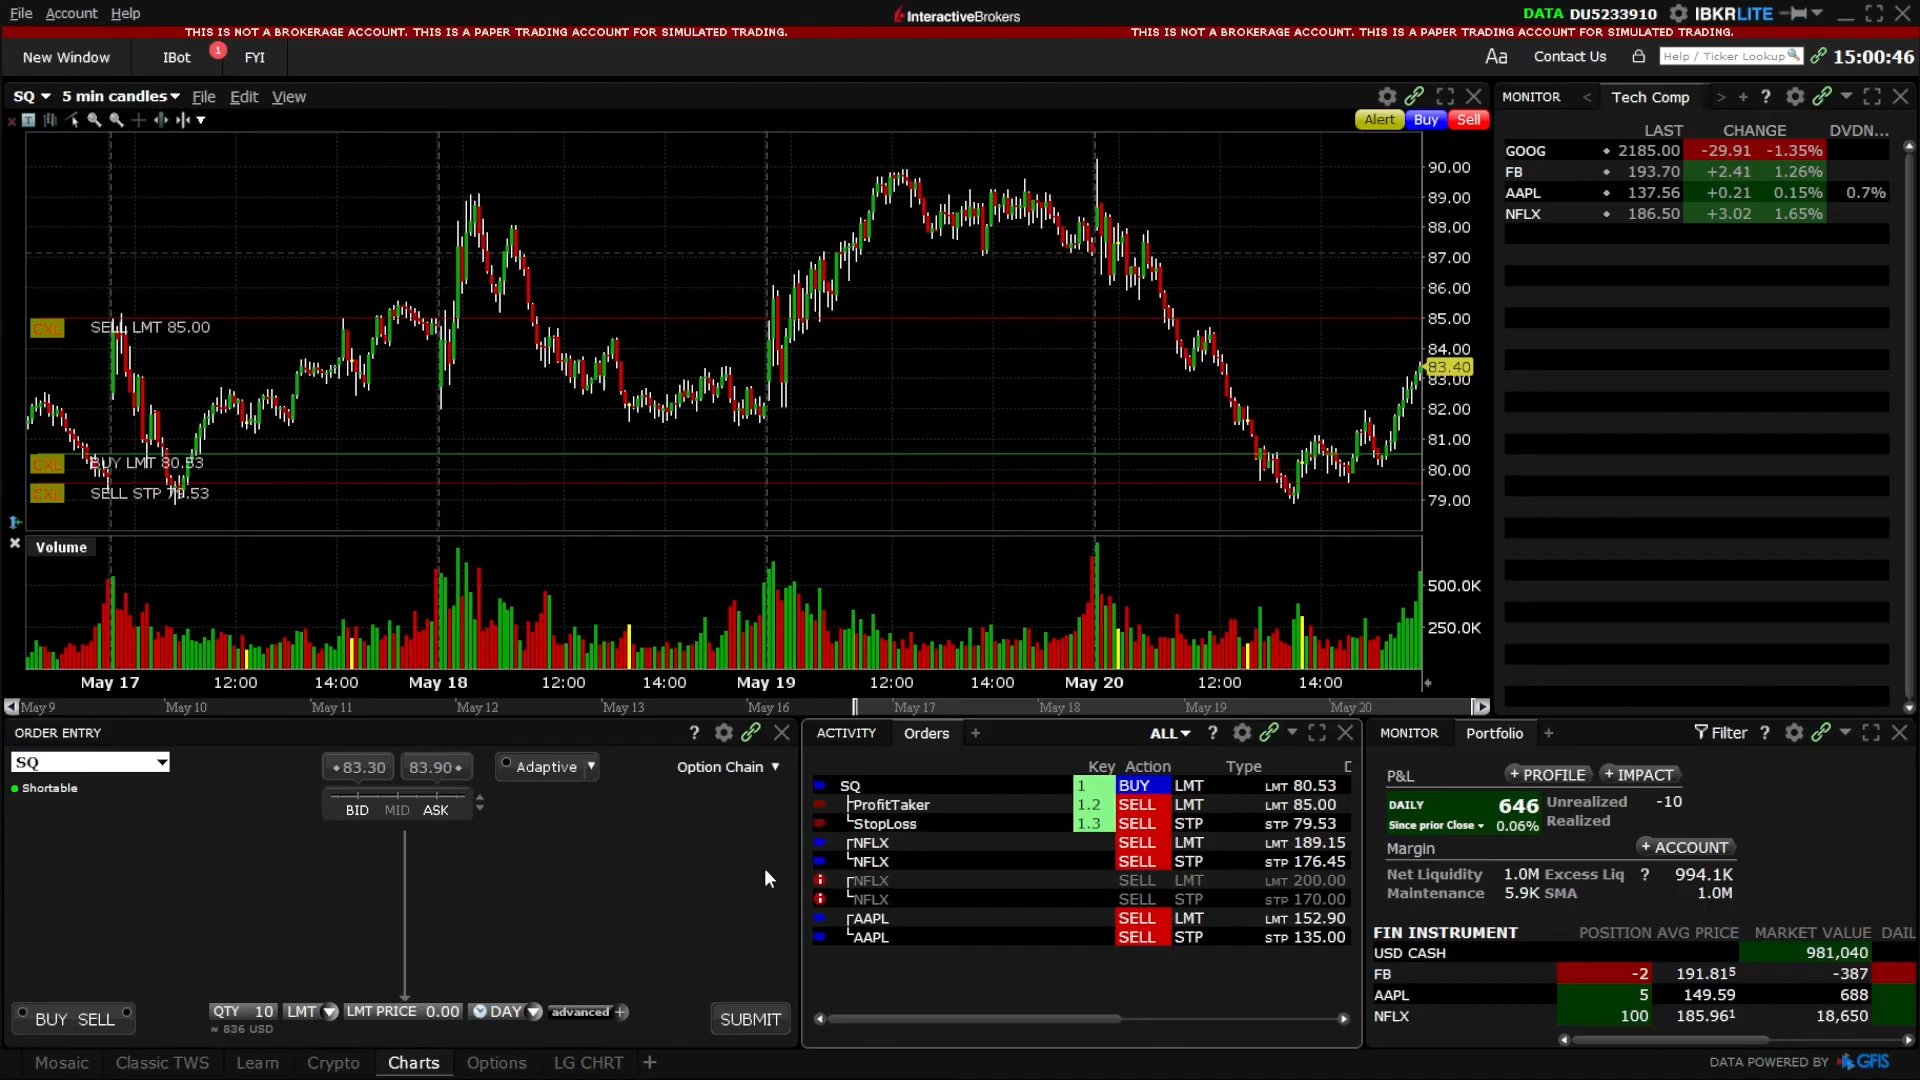 File Account Help
InteractiveBrokers
DATA DU5233910 IBKRLITE
THIS IS NOT A BROKERAGE ACCOUNT. THIS IS A PAPER TRADING ACCOUNT FOR SIMULATED TRADING.
THIS IS NOT A BROKERAGE ACCOUNT. THIS IS A PAPER TRADING ACCOUNT FOR SIMULATED TRADING.
New Window IBot 1 FYI
Aa Contact Us Help / Ticker Lookup 15:00:46
SQ 5 min candles File Edit View
Alert Buy Sell
90.00
89.00
88.00
87.00
86.00
85.00
84.00
83.40
83.00
82.00
81.00
80.00
79.00
CXL SELL LMT 85.00
CXL BUY LMT 80.53
CXL SELL STP 79.53
Volume
500.0K
250.0K
May 17 12:00 14:00 May 18 12:00 14:00 May 19 12:00 14:00 May 20 12:00 14:00
May 9 May 10 May 11 May 12 May 13 May 16 May 17 May 18 May 19 May 20
MONITOR < Tech Comp > + ?
LAST CHANGE DVDN...
GOOG 2185.00 -29.91 -1.35%
FB 193.70 +2.41 1.26%
AAPL 137.56 +0.21 0.15% 0.7%
NFLX 186.50 +3.02 1.65%
ORDER ENTRY ?
SQ
Shortable
83.30 83.90 Adaptive Option Chain
BID MID ASK
BUY SELL QTY 10 LMT LMT PRICE 0.00 DAY advanced + SUBMIT
≈ 836 USD
ACTIVITY Orders + ALL ?
Key Action Type D
SQ 1 BUY LMT LMT 80.53
ProfitTaker 1.2 SELL LMT LMT 85.00
StopLoss 1.3 SELL STP STP 79.53
NFLX SELL LMT LMT 189.15
NFLX SELL STP STP 176.45
NFLX SELL LMT LMT 200.00
NFLX SELL STP STP 170.00
AAPL SELL LMT LMT 152.90
AAPL SELL STP STP 135.00
MONITOR Portfolio + Filter ?
P&L + PROFILE + IMPACT
DAILY 646 Unrealized -10
Since prior Close 0.06% Realized
Margin + ACCOUNT
Net Liquidity 1.0M Excess Liq ? 994.1K
Maintenance 5.9K SMA 1.0M
FIN INSTRUMENT POSITION AVG PRICE MARKET VALUE DAIL
USD CASH 981,040
FB -2 191.81⁵ -387
AAPL 5 149.59 688
NFLX 100 185.96¹ 18,650
Mosaic Classic TWS Learn Crypto Charts Options LG CHRT +
DATA POWERED BY GFIS